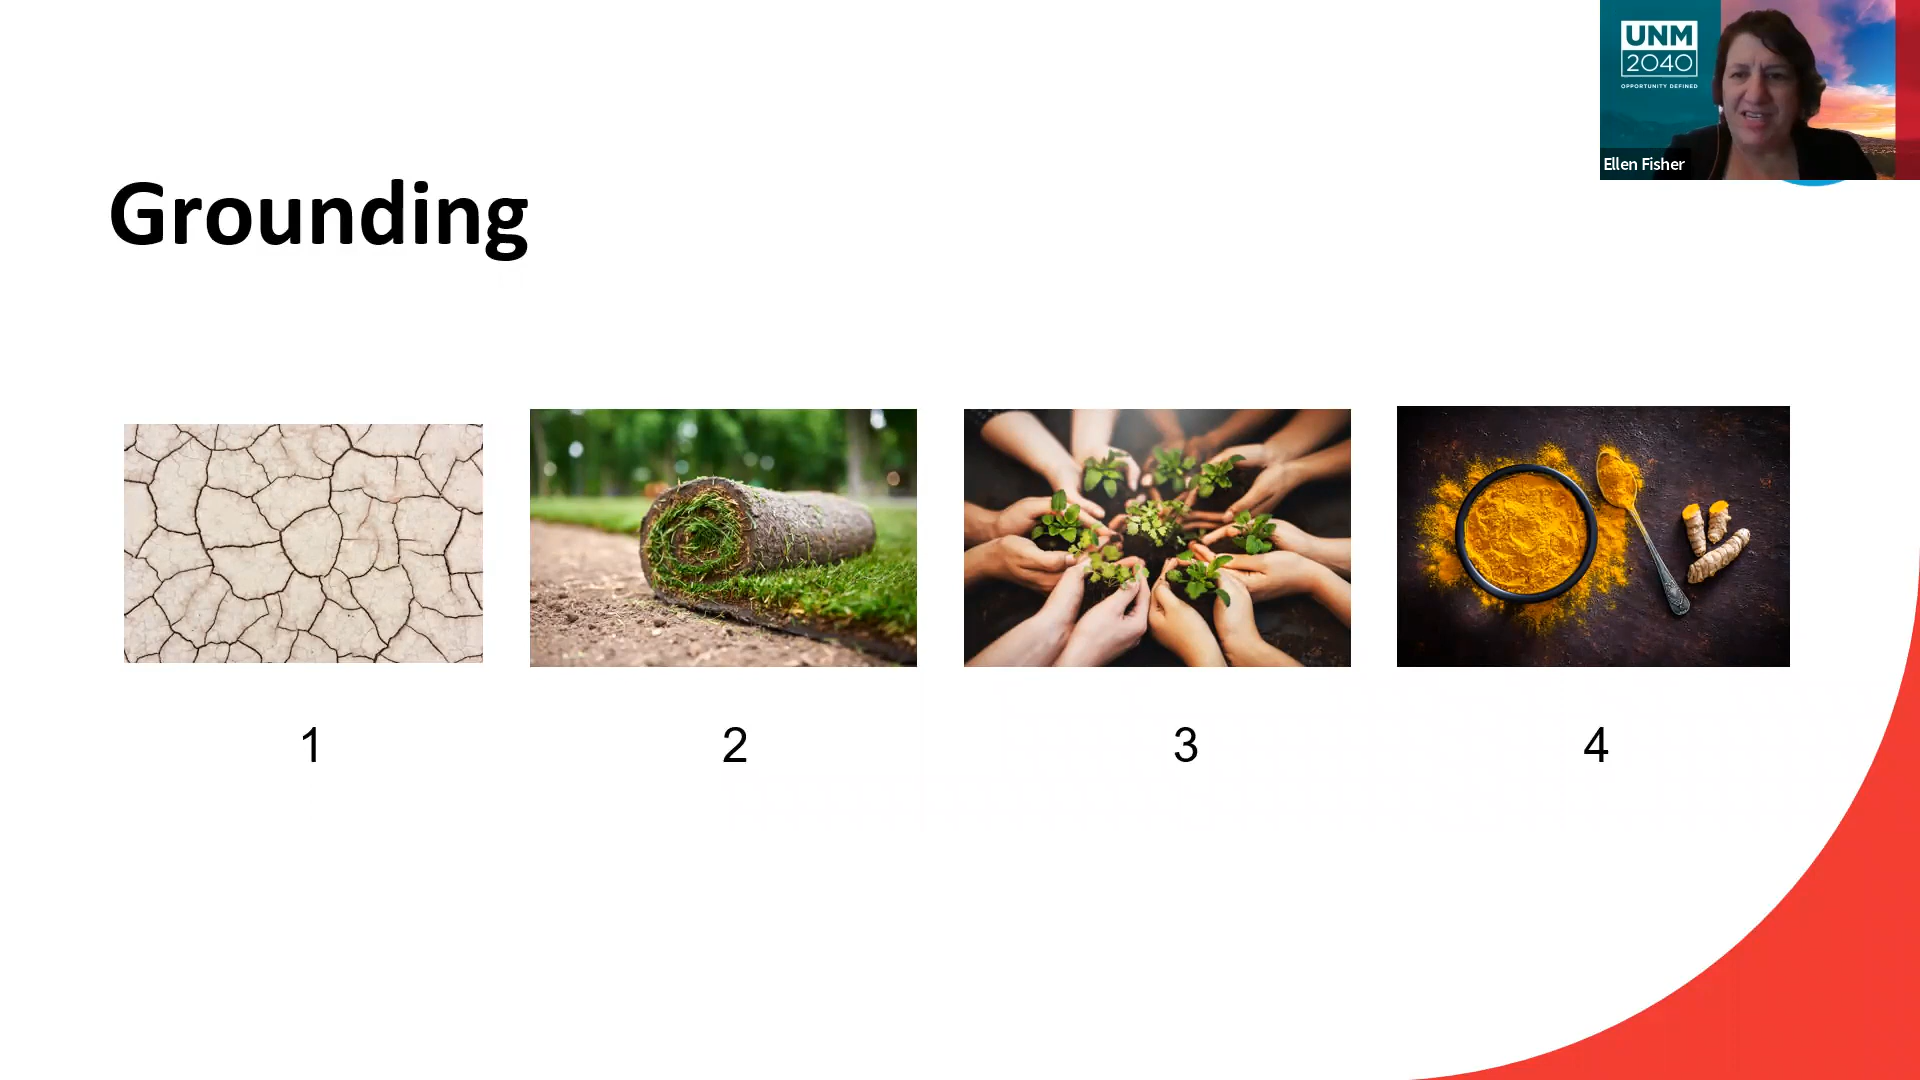 UNM
2040
OPPORTUNITY DEFINED
Ellen Fisher
Grounding
1
2
3
4